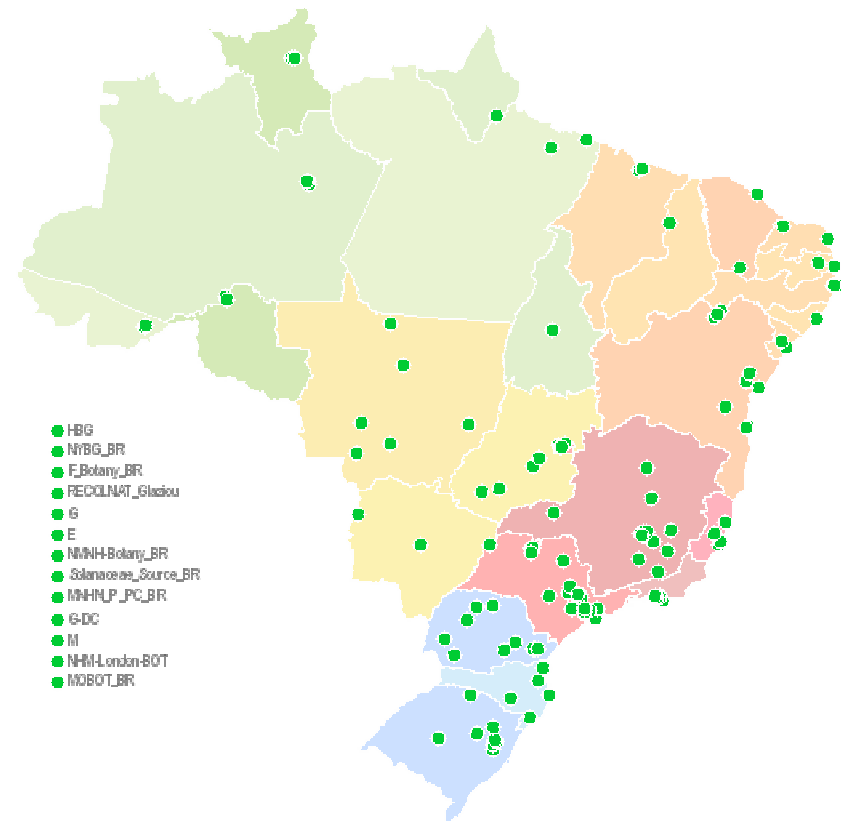 HBG
NYBG_BR
F_Botany_BR
RECOLNAT_Glaziou
G
E
NMNH-Botany_BR
Solanaceae_Source_BR
MNHN_P_PC_BR
G-DC
M
NHM-London-BOT
MOBOT_BR